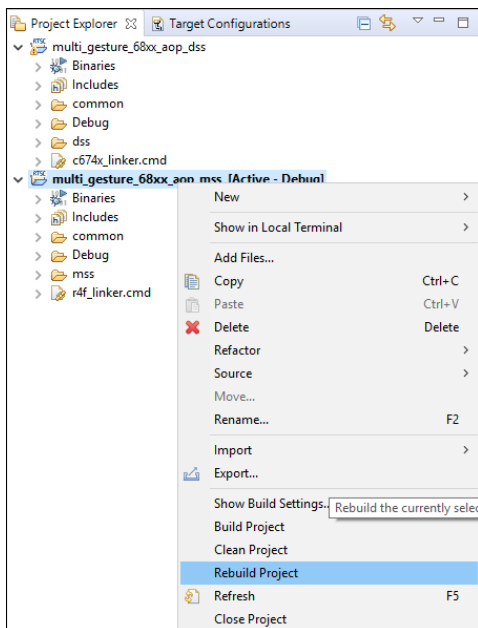 Project Explorer
Target Configurations
multi_gesture_68xx_aop_dss
Binaries
Includes
common
Debug
dss
c674x_linker.cmd
multi_gesture_68xx_aop_mss [Active - Debug]
Binaries
Includes
common
Debug
mss
r4f_linker.cmd
New
Show in Local Terminal
Add Files...
Copy Ctrl+C
Paste Ctrl+V
Delete Delete
Refactor
Source
Move...
Rename... F2
Import
Export...
Show Build Settings..
Rebuild the currently selec
Build Project
Clean Project
Rebuild Project
Refresh F5
Close Project